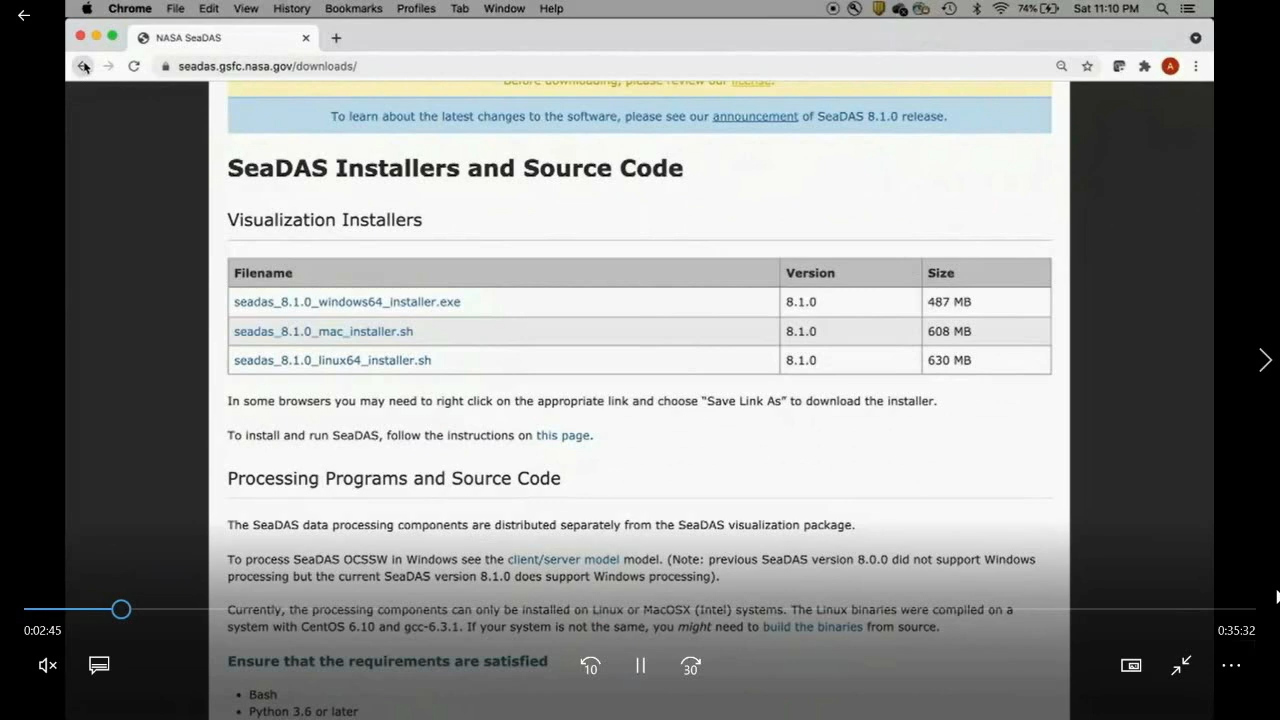 Chrome File Edit View History Bookmarks Profiles Tab Window Help 74% Sat 11:10 PM
NASA SeaDAS
seadas.gsfc.nasa.gov/downloads/
A
Before downloading, please review our license.
To learn about the latest changes to the software, please see our announcement of SeaDAS 8.1.0 release.
SeaDAS Installers and Source Code
Visualization Installers
Filename Version Size
seadas_8.1.0_windows64_installer.exe 8.1.0 487 MB
seadas_8.1.0_mac_installer.sh 8.1.0 608 MB
seadas_8.1.0_linux64_installer.sh 8.1.0 630 MB
In some browsers you may need to right click on the appropriate link and choose “Save Link As” to download the installer.
To install and run SeaDAS, follow the instructions on this page.
Processing Programs and Source Code
The SeaDAS data processing components are distributed separately from the SeaDAS visualization package.
To process SeaDAS OCSSW in Windows see the client/server model model. (Note: previous SeaDAS version 8.0.0 did not support Windows
processing but the current SeaDAS version 8.1.0 does support Windows processing).
Currently, the processing components can only be installed on Linux or MacOSX (Intel) systems. The Linux binaries were compiled on a
system with CentOS 6.10 and gcc-6.3.1. If your system is not the same, you might need to build the binaries from source.
0:02:45 0:35:32
Ensure that the requirements are satisfied
10 30
• Bash
• Python 3.6 or later